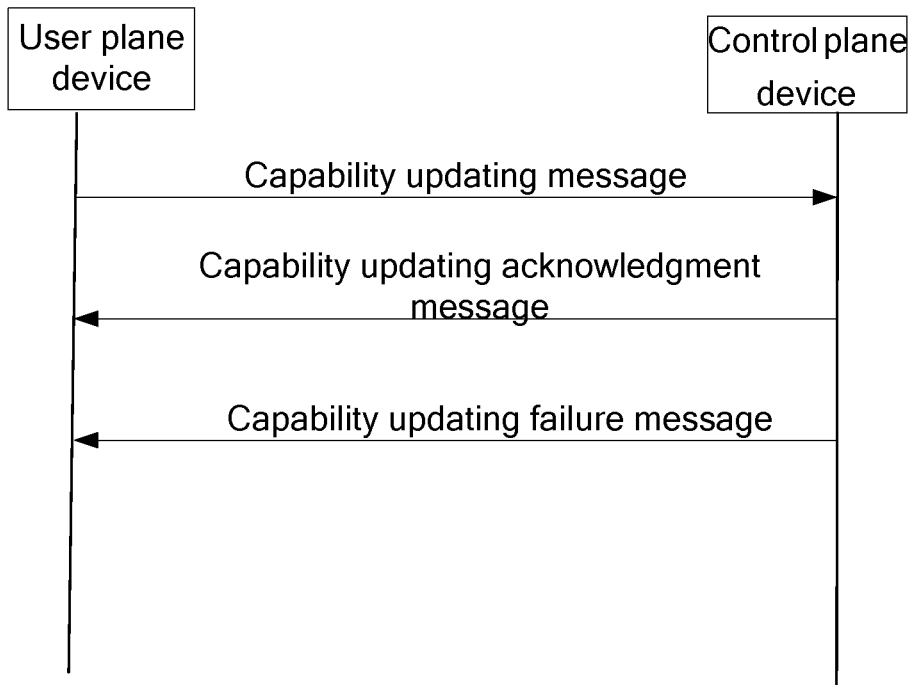 User plane
device
Control plane
device
Capability updating message
Capability updating acknowledgment
message
Capability updating failure message